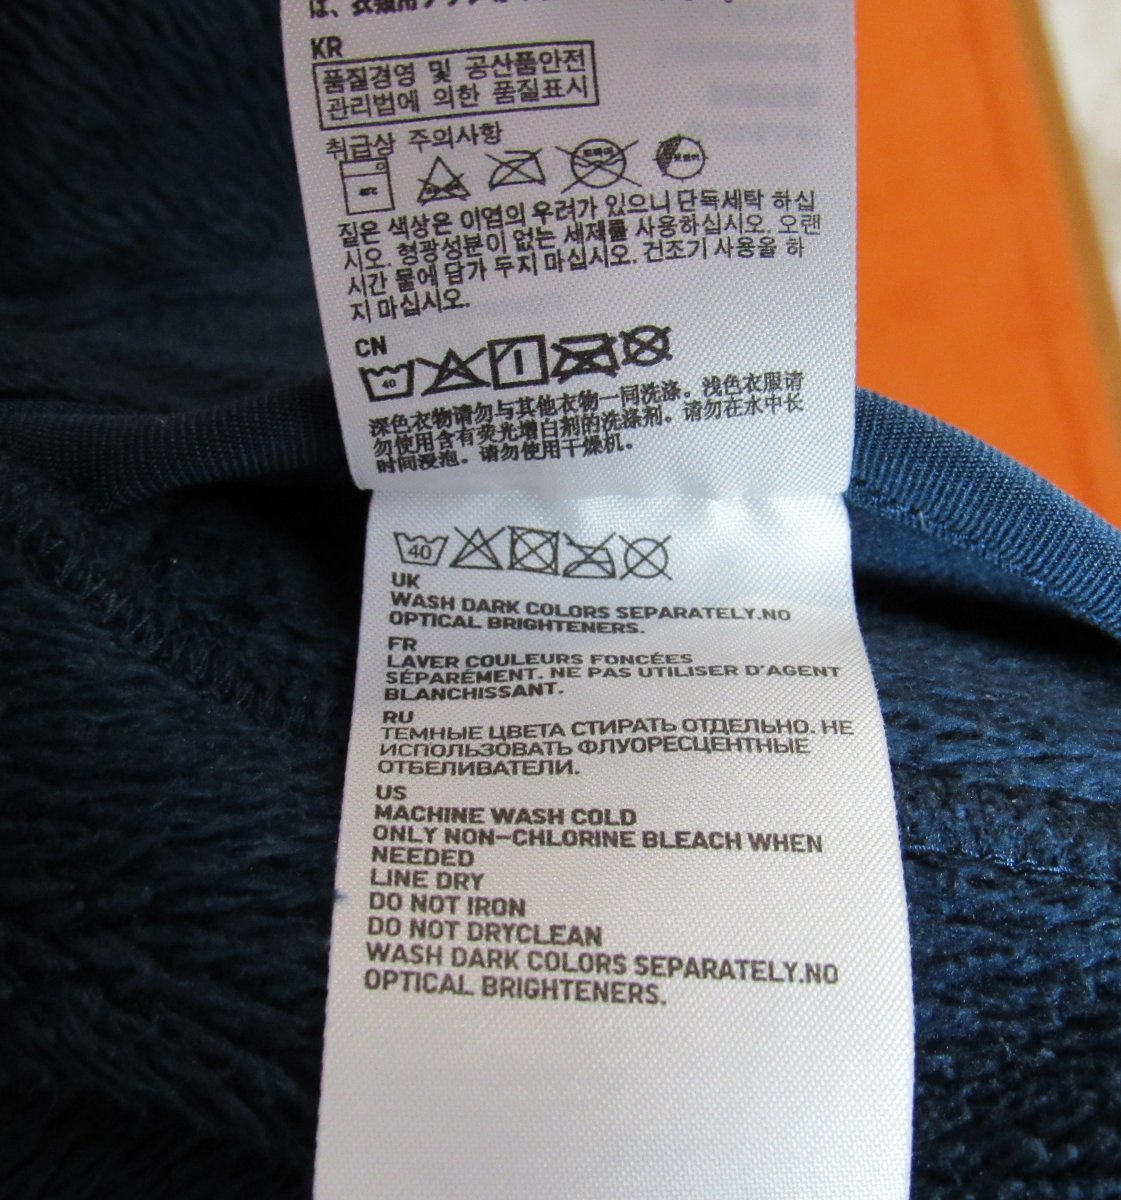 KR
품질경영 및 공산품안전
관리법에 의한 품질표시
취급상 주의사항
40℃
짙은 색상은 이염의 우려가 있으니 단독세탁 하십
시오. 형광성분이 없는 세제를 사용하십시오. 오랜
시간 물에 담가 두지 마십시오. 건조기 사용을 하
지 마십시오.
CN
40
深色衣物请勿与其他衣物一同洗涤。浅色衣服请
勿使用含有荧光增白剂的洗涤剂。请勿在水中长
时间浸泡。请勿使用干燥机。
40
UK
WASH DARK COLORS SEPARATELY.NO
OPTICAL BRIGHTENERS.
FR
LAVER COULEURS FONCÉES
SÉPARÉMENT. NE PAS UTILISER D'AGENT
BLANCHISSANT.
RU
ТЕМНЫЕ ЦВЕТА СТИРАТЬ ОТДЕЛЬНО. НЕ
ИСПОЛЬЗОВАТЬ ФЛУОРЕСЦЕНТНЫЕ
ОТБЕЛИВАТЕЛИ.
US
MACHINE WASH COLD
ONLY NON-CHLORINE BLEACH WHEN
NEEDED
LINE DRY
DO NOT IRON
DO NOT DRYCLEAN
WASH DARK COLORS SEPARATELY.NO
OPTICAL BRIGHTENERS.